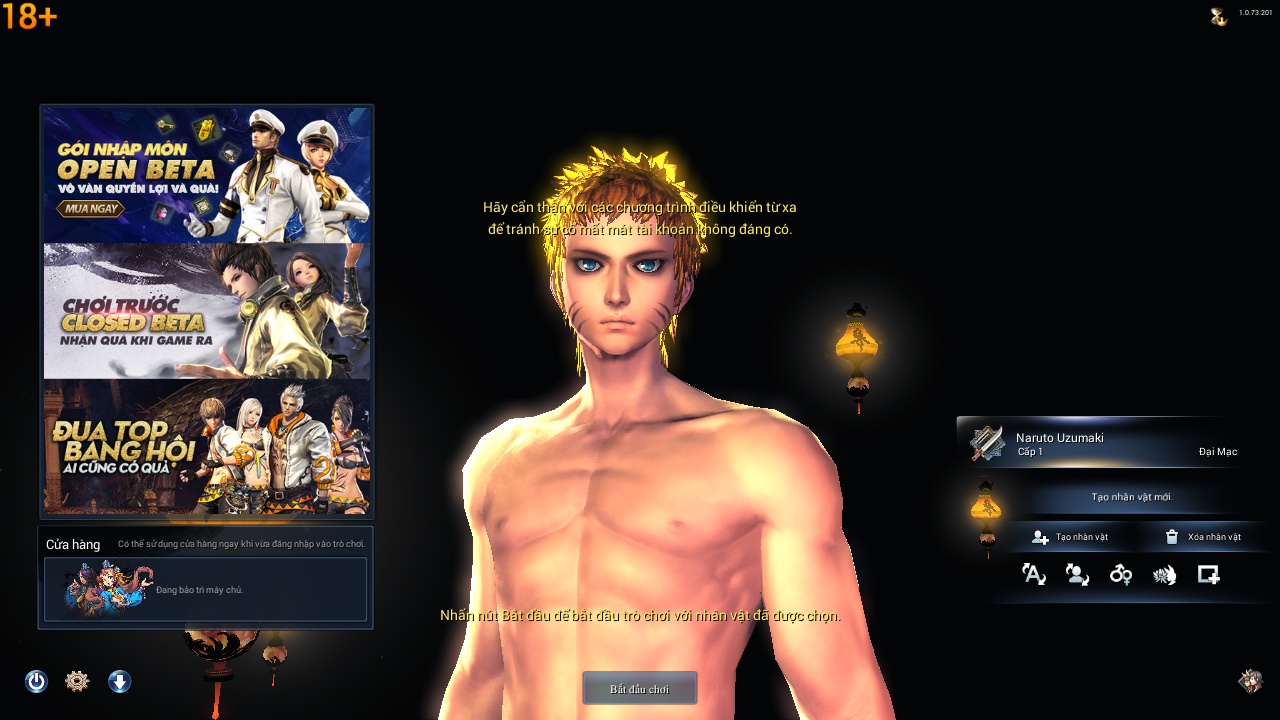 18+
1.0.73.201
GÓI NHẬP MÔN
OPEN BETA
VÔ VÀN QUYỀN LỢI VÀ QUÀ!
MUA NGAY
CHƠI TRƯỚC
CLOSED BETA
NHẬN QUÀ KHI GAME RA
ĐUA TOP
BANG HỘI
AI CŨNG CÓ QUÀ
Cửa hàng
Có thể sử dụng cửa hàng ngay khi vừa đăng nhập vào trò chơi.
Đang bảo trì máy chủ.
Hãy cẩn thận với các chương trình điều khiển từ xa
để tránh sự cố mất mát tài khoản không đáng có.
Naruto Uzumaki
Cấp 1
Đại Mạc
Tạo nhân vật mới.
Tạo nhân vật
Xóa nhân vật
Nhấn nút Bắt đầu để bắt đầu trò chơi với nhân vật đã được chọn.
Bắt đầu chơi